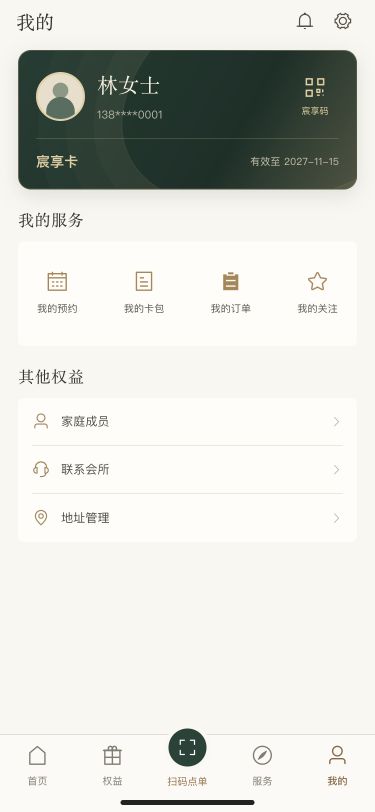 我的
林女士
138****0001
宸享码
宸享卡
有效至 2027-11-15
我的服务
我的预约
我的卡包
我的订单
我的关注
其他权益
家庭成员
联系会所
地址管理
首页
权益
扫码点单
服务
我的